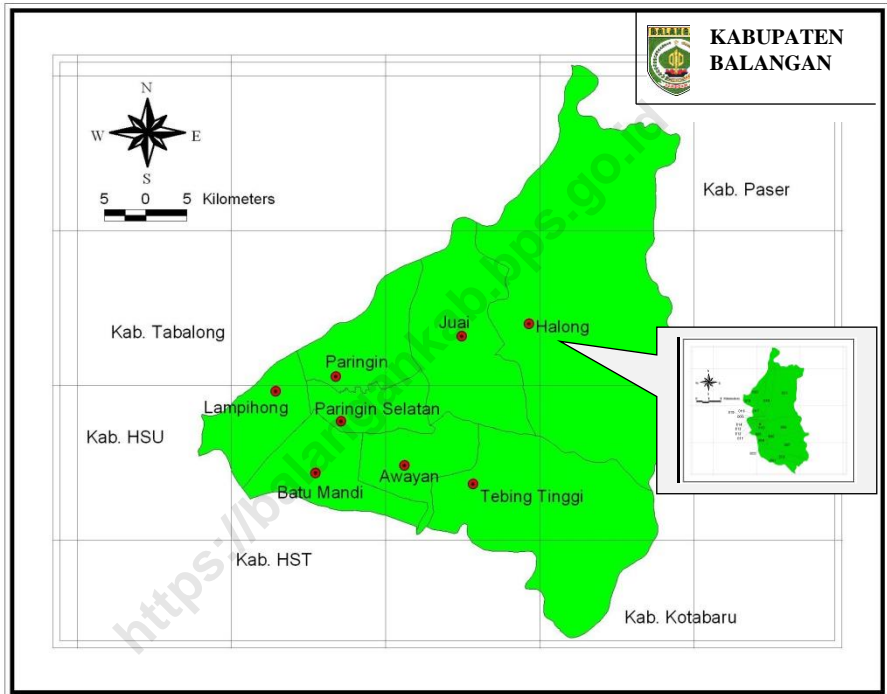 BALANGAN
KABUPATEN
BALANGAN
N
W E
S
5 0 5 Kilometers
Kab. Paser
Kab. Tabalong
Juai
Halong
Paringin
Lampihong
Paringin Selatan
Kab. HSU
Awayan
Batu Mandi
Tebing Tinggi
Kab. HST
Kab. Kotabaru
https://balangankab.bps.go.id